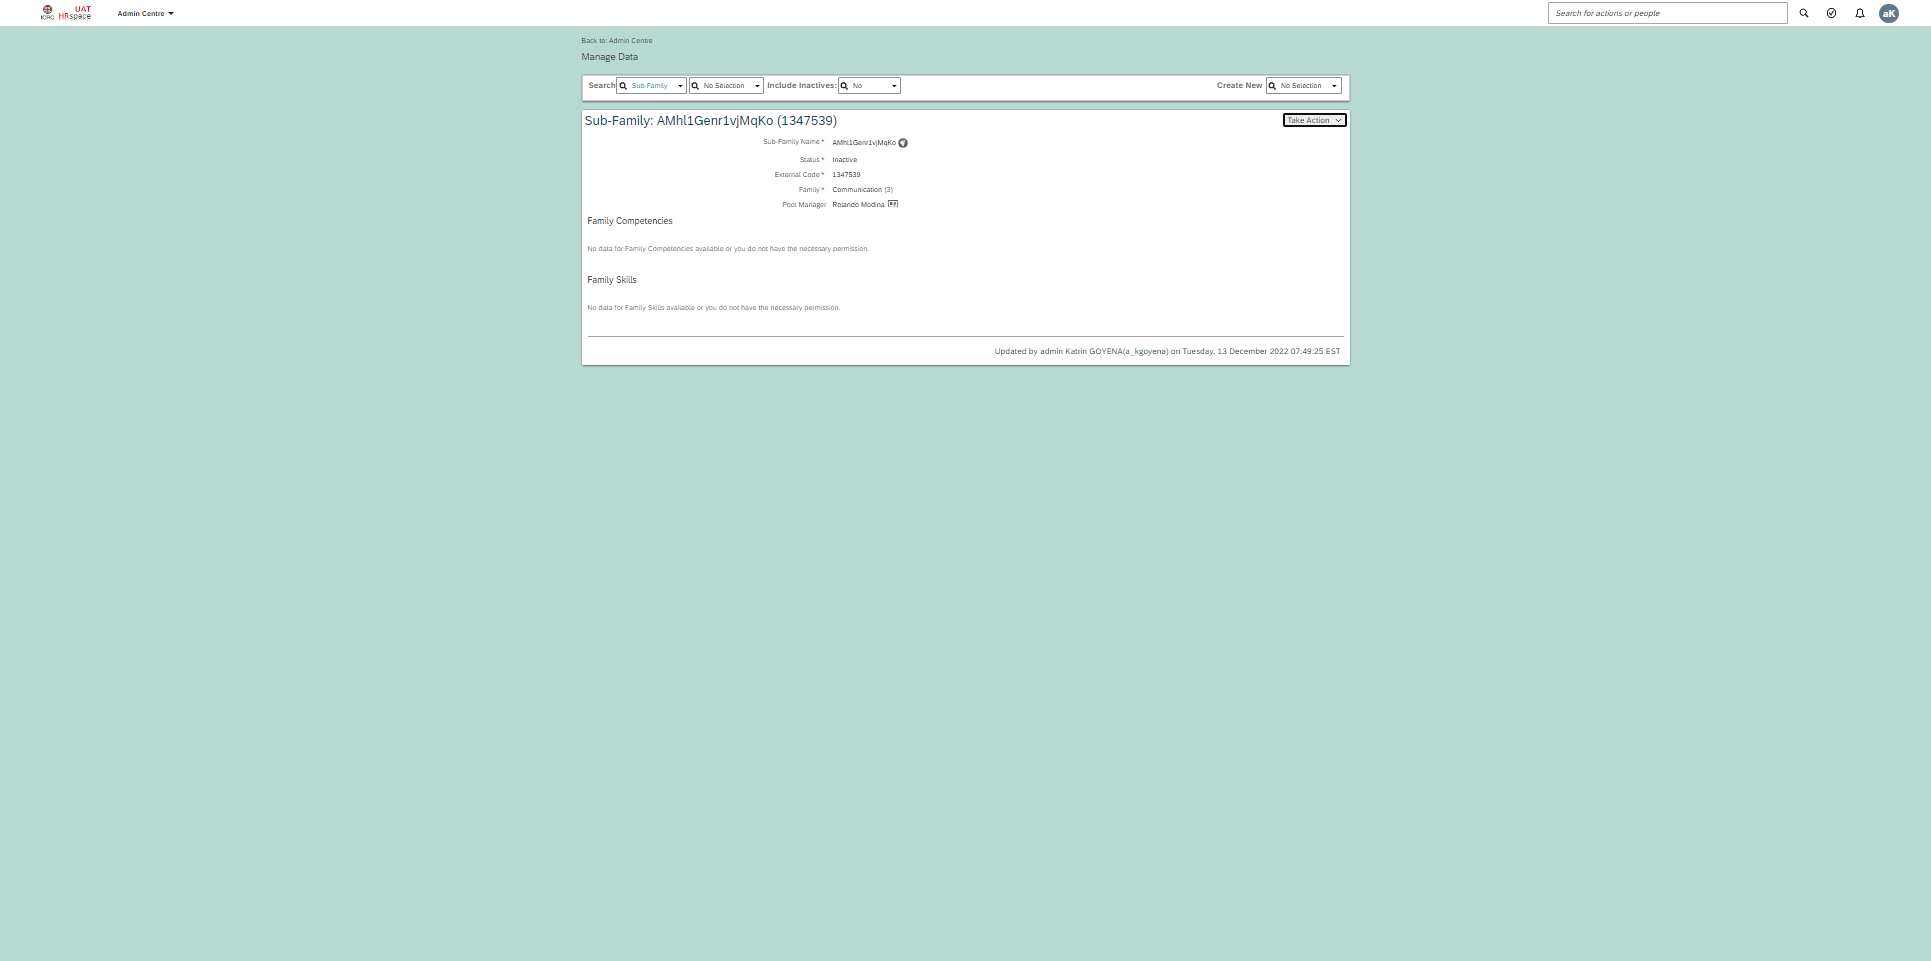 ICRC UAT HRspace Admin Centre Search for actions or people aK
Back to: Admin Centre
Manage Data
Search Sub-Family No Selection Include Inactives: No Create New No Selection
Sub-Family: AMhl1Genr1vjMqKo (1347539) Take Action
Sub-Family Name * AMhl1Genr1vjMqKo
Status * Inactive
External Code * 1347539
Family * Communication (3)
Pool Manager Rolando Modina
Family Competencies
No data for Family Competencies available or you do not have the necessary permission.
Family Skills
No data for Family Skills available or you do not have the necessary permission.
Updated by admin Katrin GOYENA(a_kgoyena) on Tuesday, 13 December 2022 07:49:25 EST